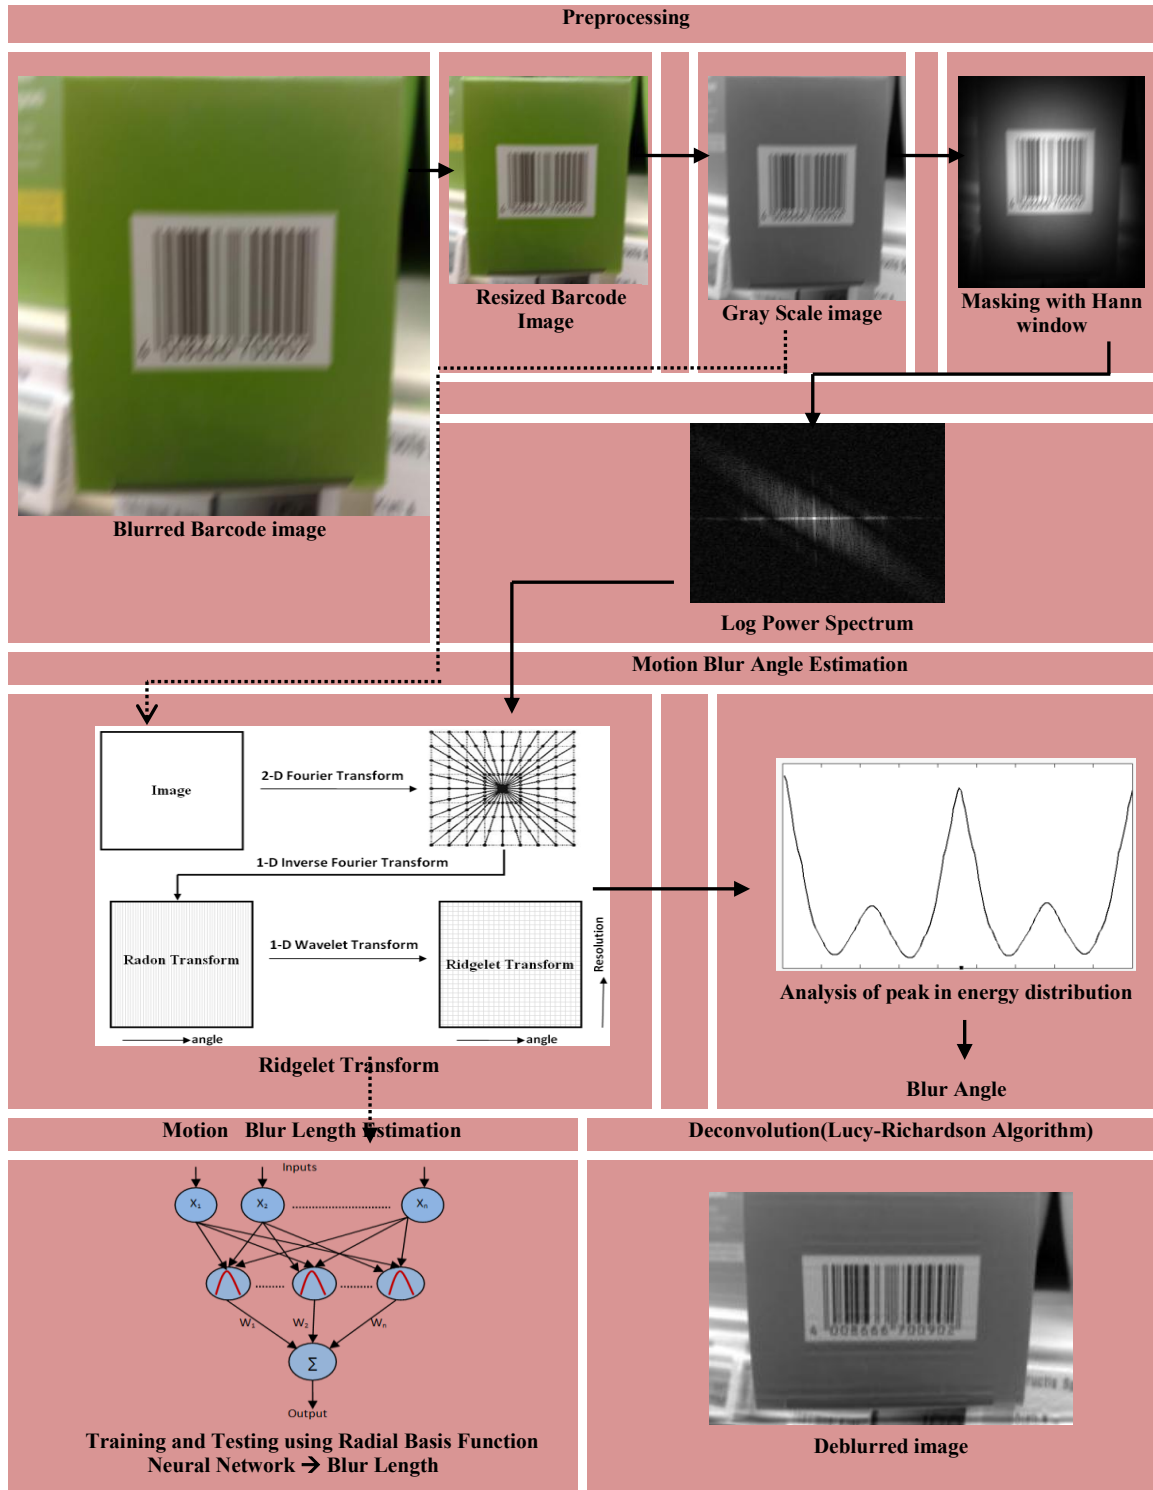 Preprocessing
Blurred Barcode image
Resized Barcode
Image
Gray Scale image
Masking with Hann
window
Log Power Spectrum
Motion Blur Angle Estimation
Image
2-D Fourier Transform
1-D Inverse Fourier Transform
Radon Transform
1-D Wavelet Transform
Ridgelet Transform
Resolution
angle
angle
Ridgelet Transform
Analysis of peak in energy distribution
Blur Angle
Motion Blur Length Estimation
Inputs
X₁
X₂
Xₙ
W₁
W₂
Wₙ
Σ
Output
Training and Testing using Radial Basis Function
Neural Network → Blur Length
Deconvolution(Lucy-Richardson Algorithm)
4 008666 700902
Deblurred image